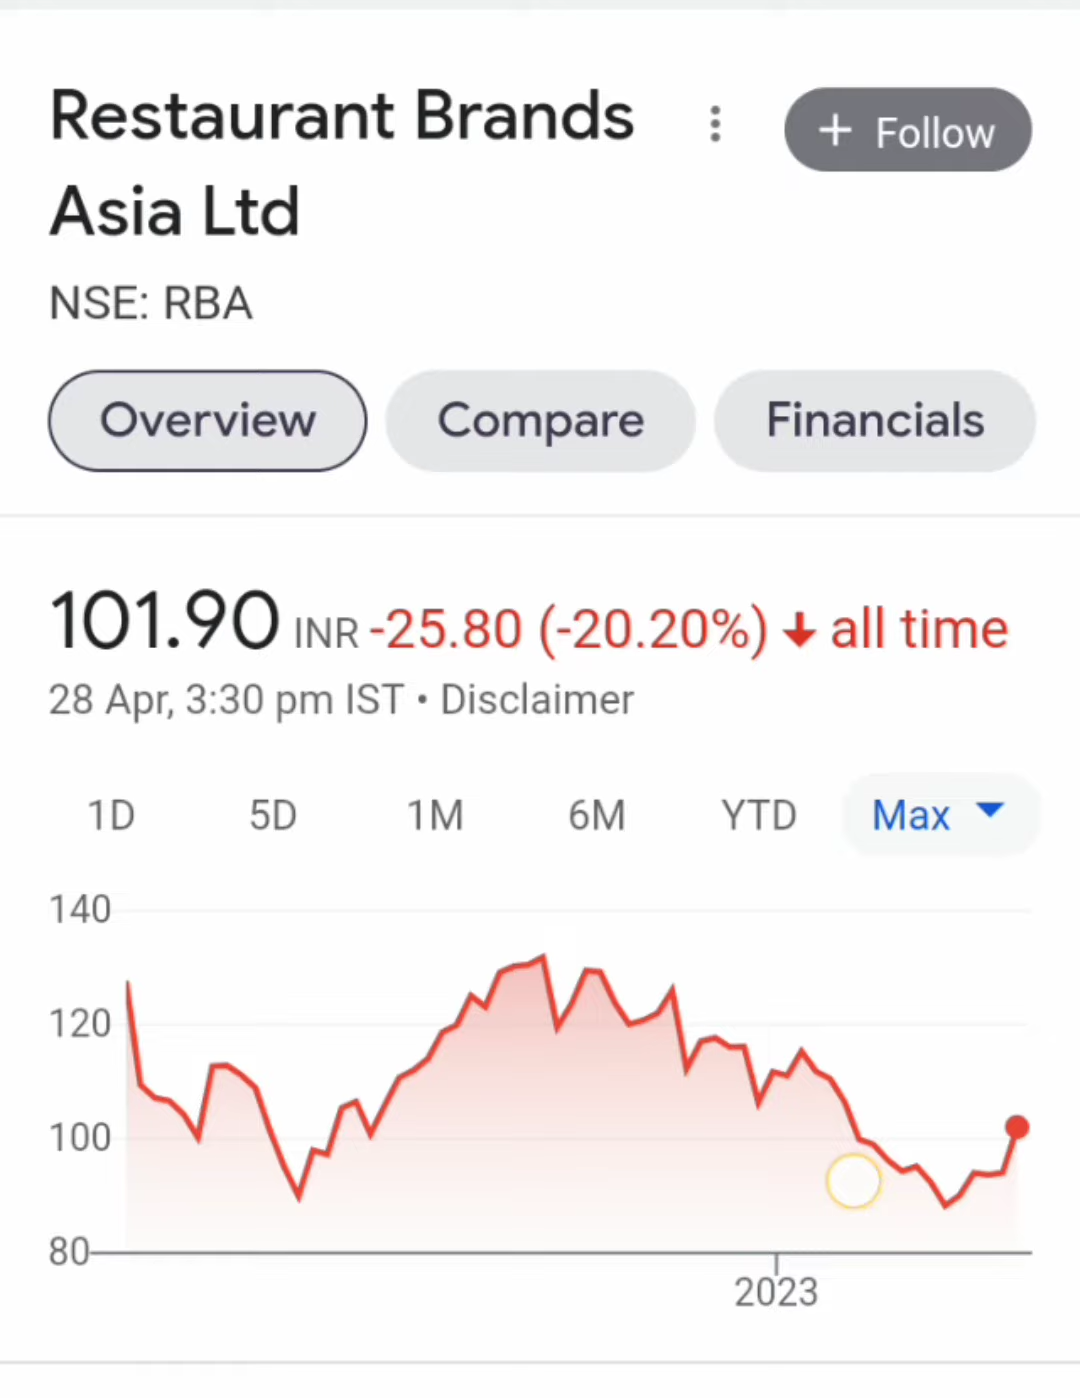 Restaurant Brands
Asia Ltd
+ Follow
NSE: RBA
Overview
Compare
Financials
101.90 INR -25.80 (-20.20%) ↓ all time
28 Apr, 3:30 pm IST • Disclaimer
1D 5D 1M 6M YTD Max
140
120
100
80
2023